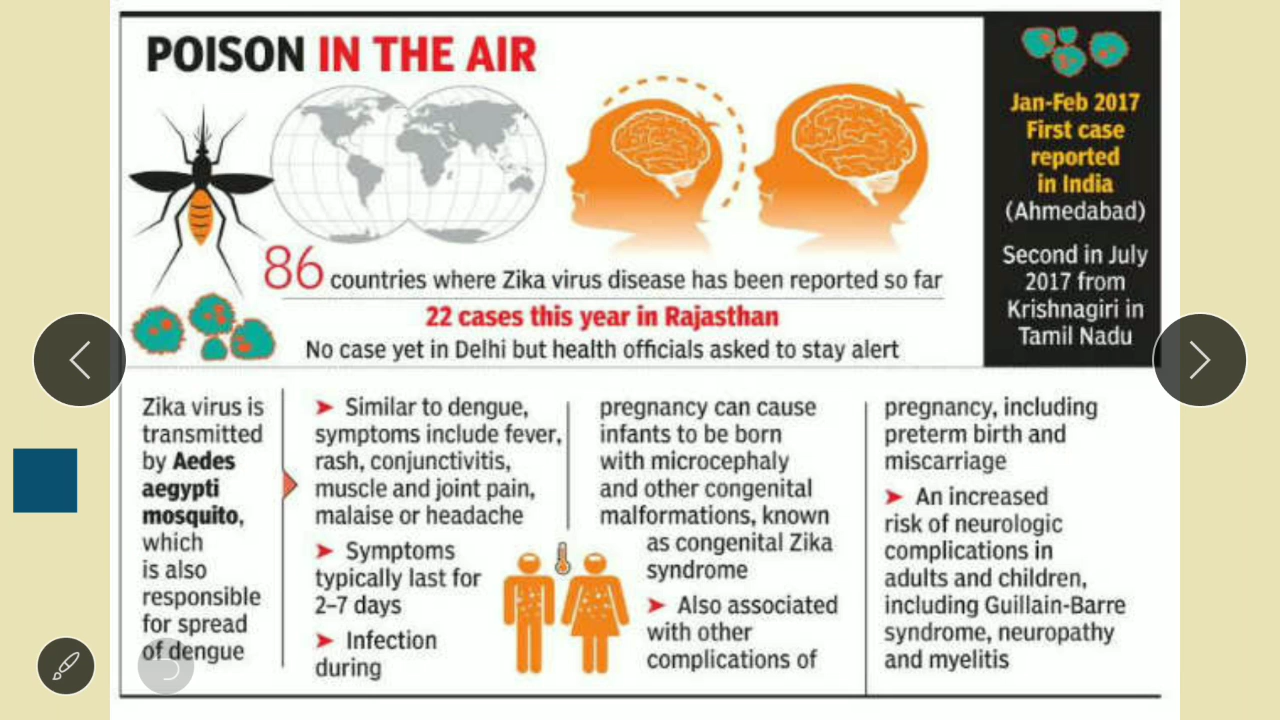 POISON IN THE AIR
86 countries where Zika virus disease has been reported so far
22 cases this year in Rajasthan
No case yet in Delhi but health officials asked to stay alert
Jan-Feb 2017
First case
reported
in India
(Ahmedabad)
Second in July
2017 from
Krishnagiri in
Tamil Nadu
Zika virus is
transmitted
by Aedes
aegypti
mosquito,
which
is also
responsible
for spread
of dengue
➤ Similar to dengue,
symptoms include fever,
rash, conjunctivitis,
muscle and joint pain,
malaise or headache
➤ Symptoms
typically last for
2-7 days
➤ Infection
during
pregnancy can cause
infants to be born
with microcephaly
and other congenital
malformations, known
as congenital Zika
syndrome
➤ Also associated
with other
complications of
pregnancy, including
preterm birth and
miscarriage
➤ An increased
risk of neurologic
complications in
adults and children,
including Guillain-Barre
syndrome, neuropathy
and myelitis